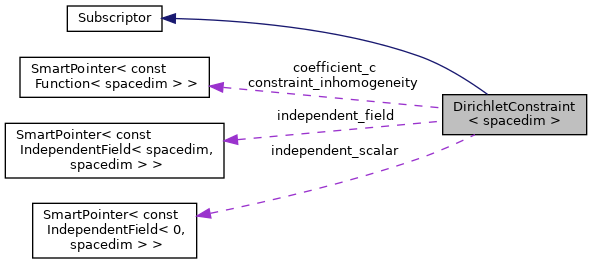 Subscriptor
SmartPointer< const
Function< spacedim > >
coefficient_c
constraint_inhomogeneity
DirichletConstraint
< spacedim >
independent_field
SmartPointer< const
IndependentField< spacedim,
spacedim > >
independent_scalar
SmartPointer< const
IndependentField< 0,
spacedim > >